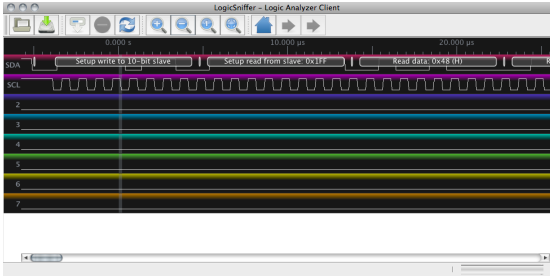 LogicSniffer - Logic Analyzer Client
0.000 s 10.000 µs 20.000 µs
SDA Setup write to 10-bit slave Setup read from slave: 0x1FF Read data: 0x48 (H) R
SCL
2
3
4
5
6
7